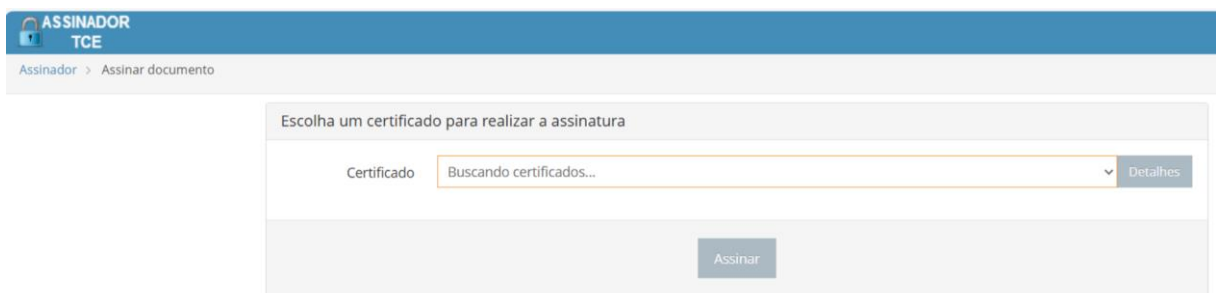 ASSINADOR
TCE
Assinador > Assinar documento
Escolha um certificado para realizar a assinatura
Certificado Buscando certificados... Detalhes
Assinar